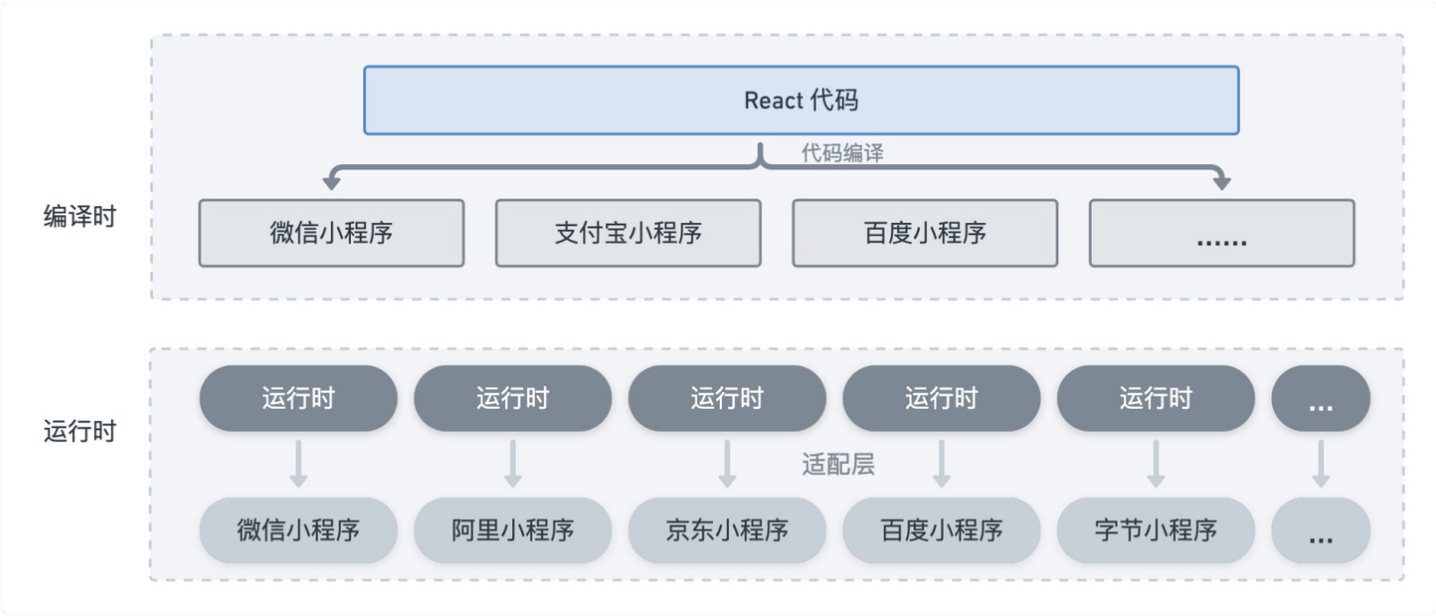 React 代码
代码编译
编译时
微信小程序
支付宝小程序
百度小程序
......
运行时
运行时
运行时
运行时
运行时
...
运行时
适配层
微信小程序
阿里小程序
京东小程序
百度小程序
字节小程序
...